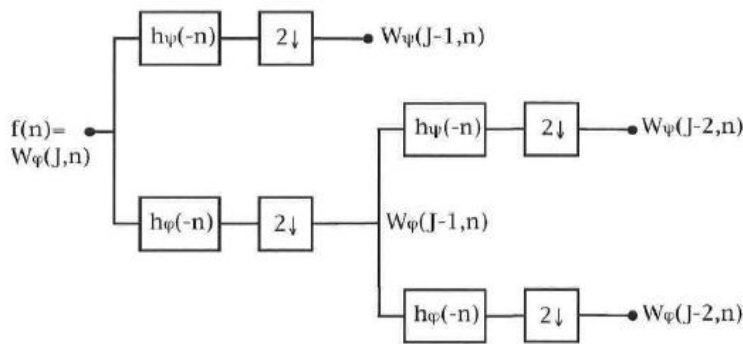 hψ(-n)
2↓
Wψ(J-1,n)
f(n)=
Wφ(J,n)
hψ(-n)
2↓
Wψ(J-2,n)
hφ(-n)
2↓
Wφ(J-1,n)
hφ(-n)
2↓
Wφ(J-2,n)